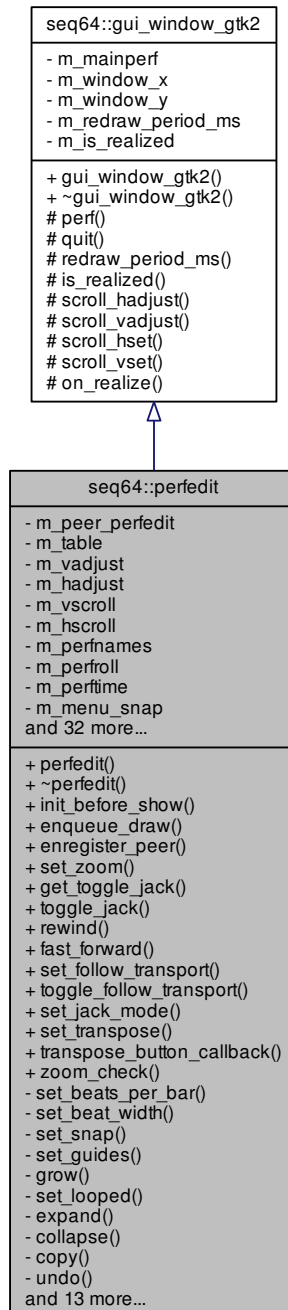 seq64::gui_window_gtk2
- m_mainperf
- m_window_x
- m_window_y
- m_redraw_period_ms
- m_is_realized
+ gui_window_gtk2()
+ ~gui_window_gtk2()
# perf()
# quit()
# redraw_period_ms()
# is_realized()
# scroll_hadjust()
# scroll_vadjust()
# scroll_hset()
# scroll_vset()
# on_realize()
seq64::perfedit
- m_peer_perfedit
- m_table
- m_vadjust
- m_hadjust
- m_vscroll
- m_hscroll
- m_perfnames
- m_perfroll
- m_perftime
- m_menu_snap
and 32 more...
+ perfedit()
+ ~perfedit()
+ init_before_show()
+ enqueue_draw()
+ enregister_peer()
+ set_zoom()
+ get_toggle_jack()
+ toggle_jack()
+ rewind()
+ fast_forward()
+ set_follow_transport()
+ toggle_follow_transport()
+ set_jack_mode()
+ set_transpose()
+ transpose_button_callback()
+ zoom_check()
- set_beats_per_bar()
- set_beat_width()
- set_snap()
- set_guides()
- grow()
- set_looped()
- expand()
- collapse()
- copy()
- undo()
and 13 more...